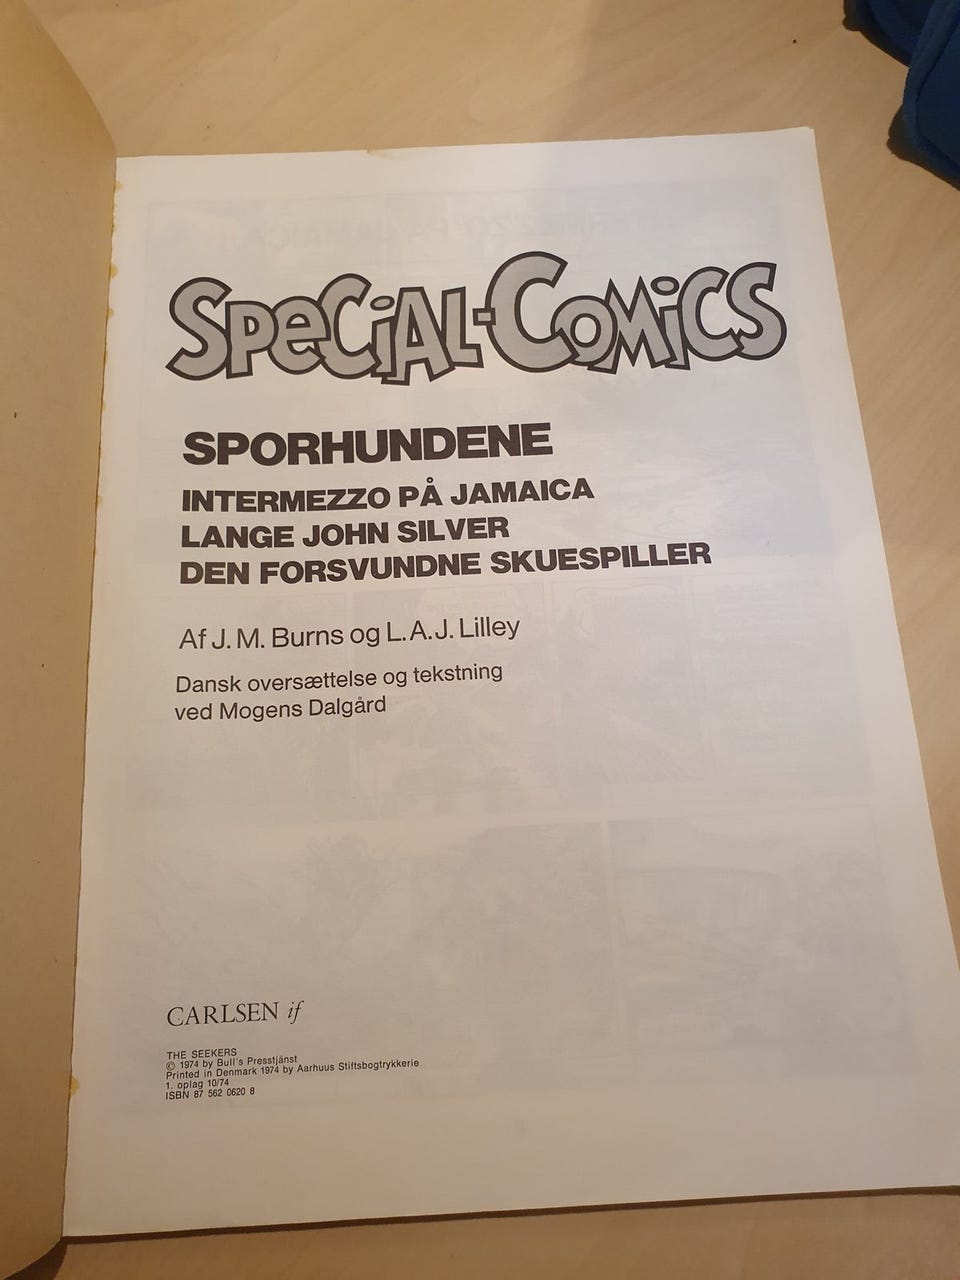 SPECiAL-COMiCS
SPORHUNDENE
INTERMEZZO PÅ JAMAICA
LANGE JOHN SILVER
DEN FORSVUNDNE SKUESPILLER
Af J. M. Burns og L. A. J. Lilley
Dansk oversættelse og tekstning
ved Mogens Dalgård
CARLSEN if
THE SEEKERS
© 1974 by Bull's Presstjänst
Printed in Denmark 1974 by Aarhuus Stiftsbogtrykkerie
1. oplag 10/74
ISBN 87 562 0620 8